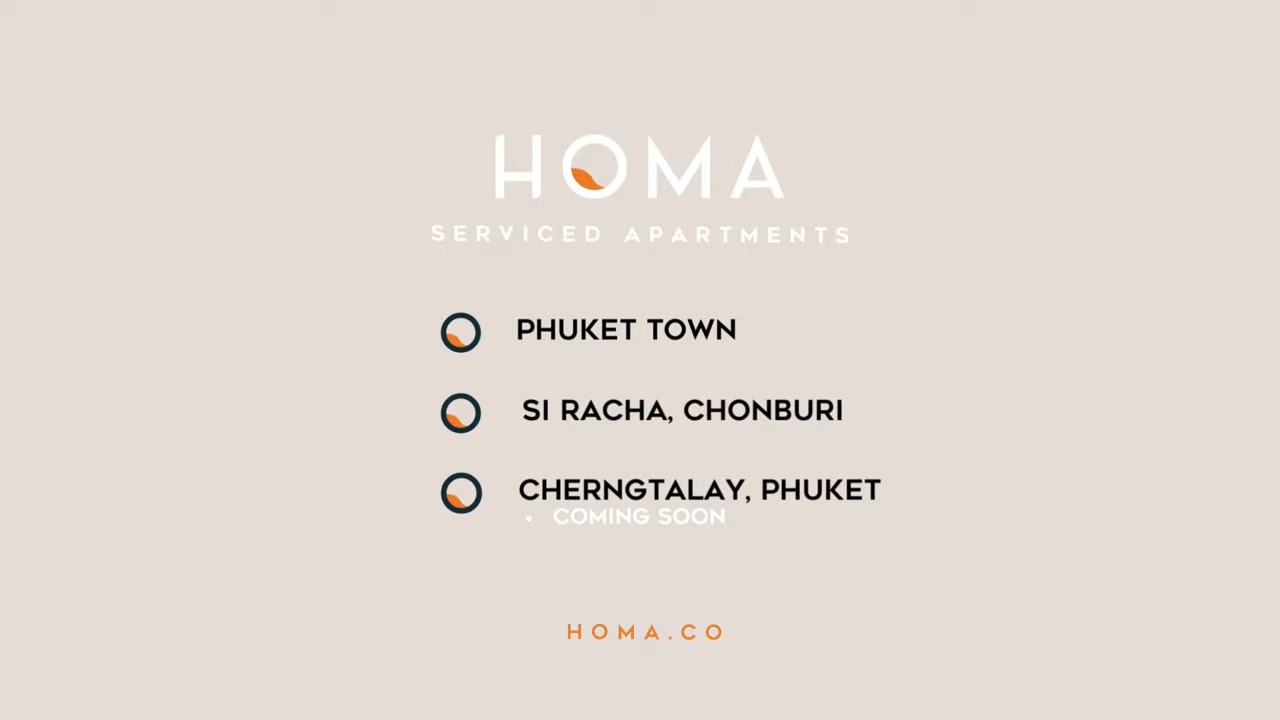 HOMA
SERVICED APARTMENTS
PHUKET TOWN
SI RACHA, CHONBURI
CHERNGTALAY, PHUKET
• COMING SOON
HOMA.CO